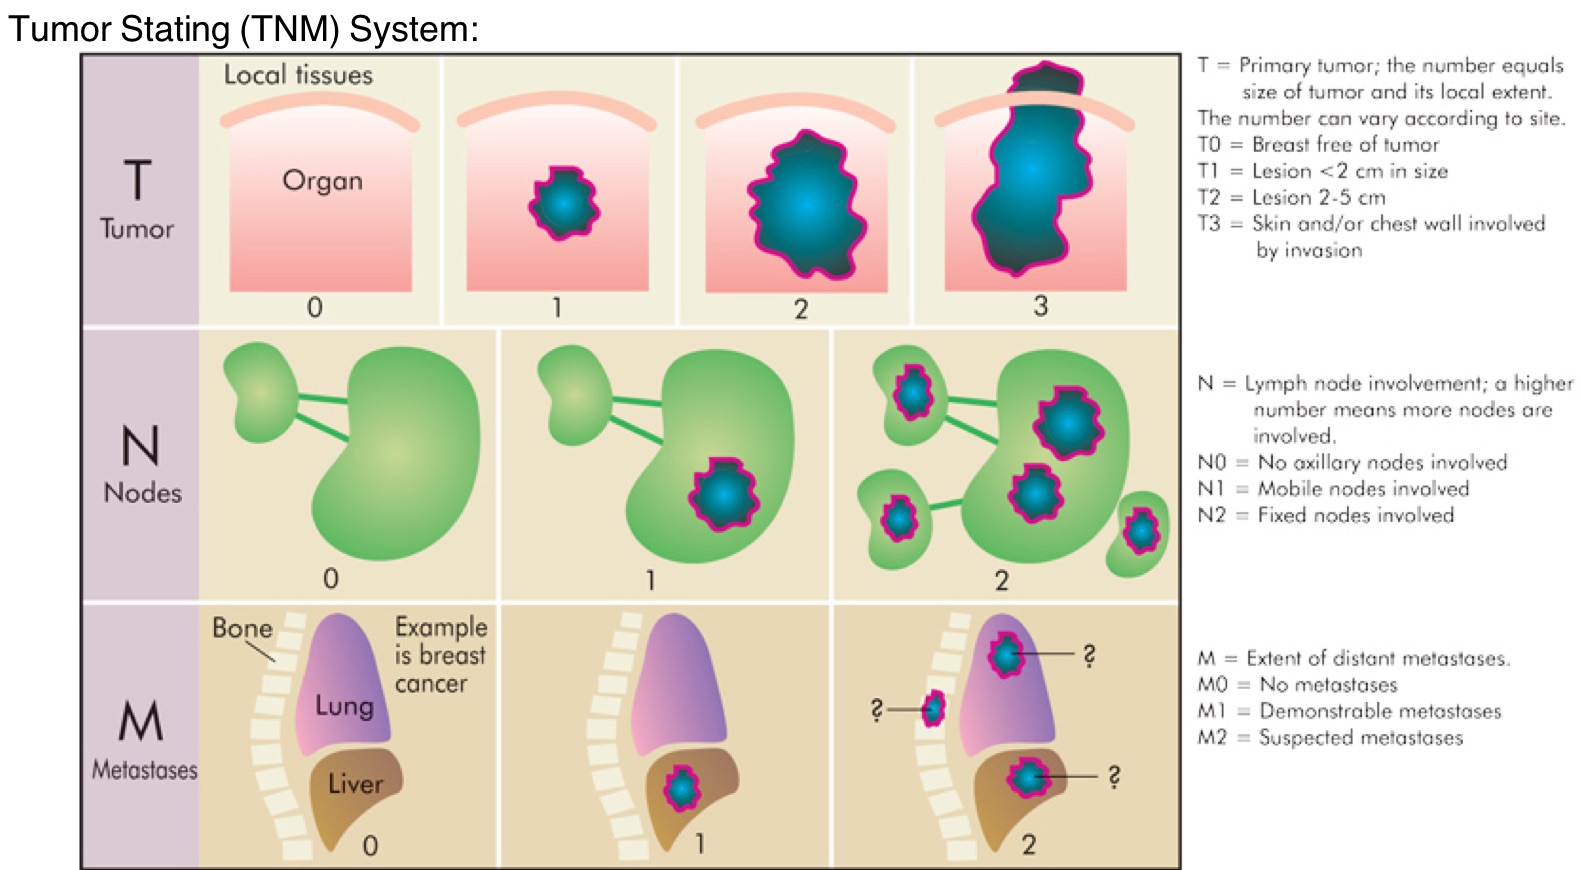 Tumor Stating (TNM) System:
T
Tumor
Local tissues
Organ
0
1
2
3
T = Primary tumor; the number equals
size of tumor and its local extent.
The number can vary according to site.
T0 = Breast free of tumor
T1 = Lesion <2 cm in size
T2 = Lesion 2-5 cm
T3 = Skin and/or chest wall involved
by invasion
N
Nodes
0
1
2
N = Lymph node involvement; a higher
number means more nodes are
involved.
N0 = No axillary nodes involved
N1 = Mobile nodes involved
N2 = Fixed nodes involved
M
Metastases
Bone
Example
is breast
cancer
Lung
Liver
0
1
?
?
?
2
M = Extent of distant metastases.
M0 = No metastases
M1 = Demonstrable metastases
M2 = Suspected metastases